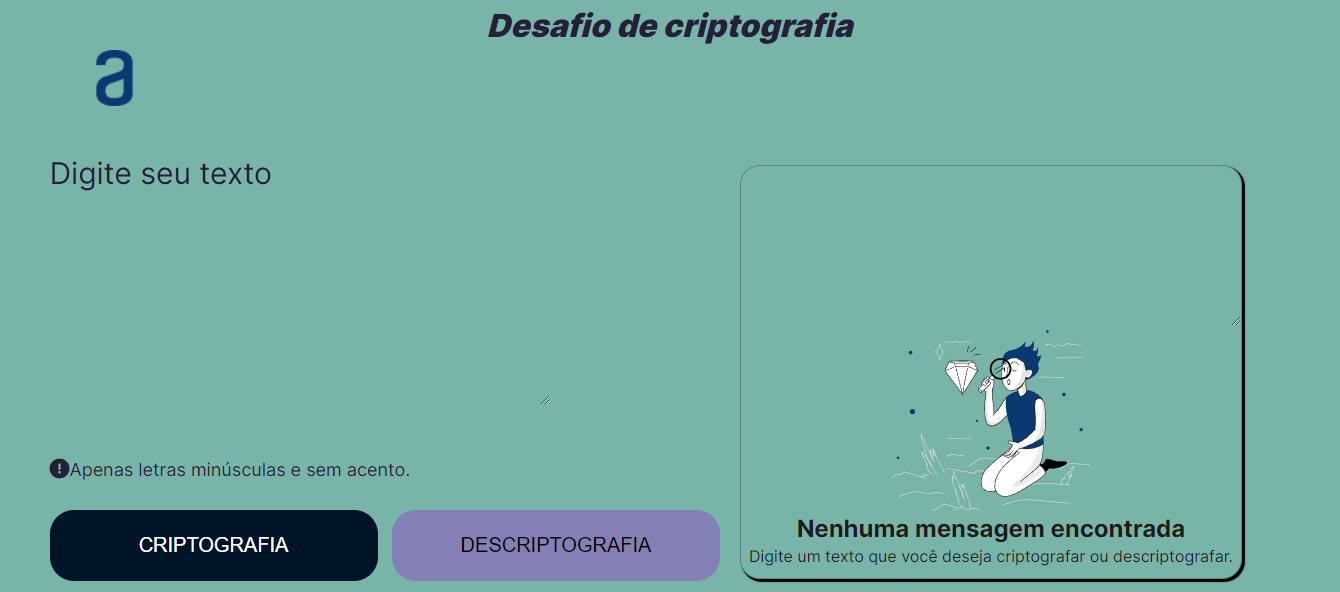 Desafio de criptografia
a
Digite seu texto
Apenas letras minúsculas e sem acento.
CRIPTOGRAFIA
DESCRIPTOGRAFIA
Nenhuma mensagem encontrada
Digite um texto que você deseja criptografar ou descriptografar.